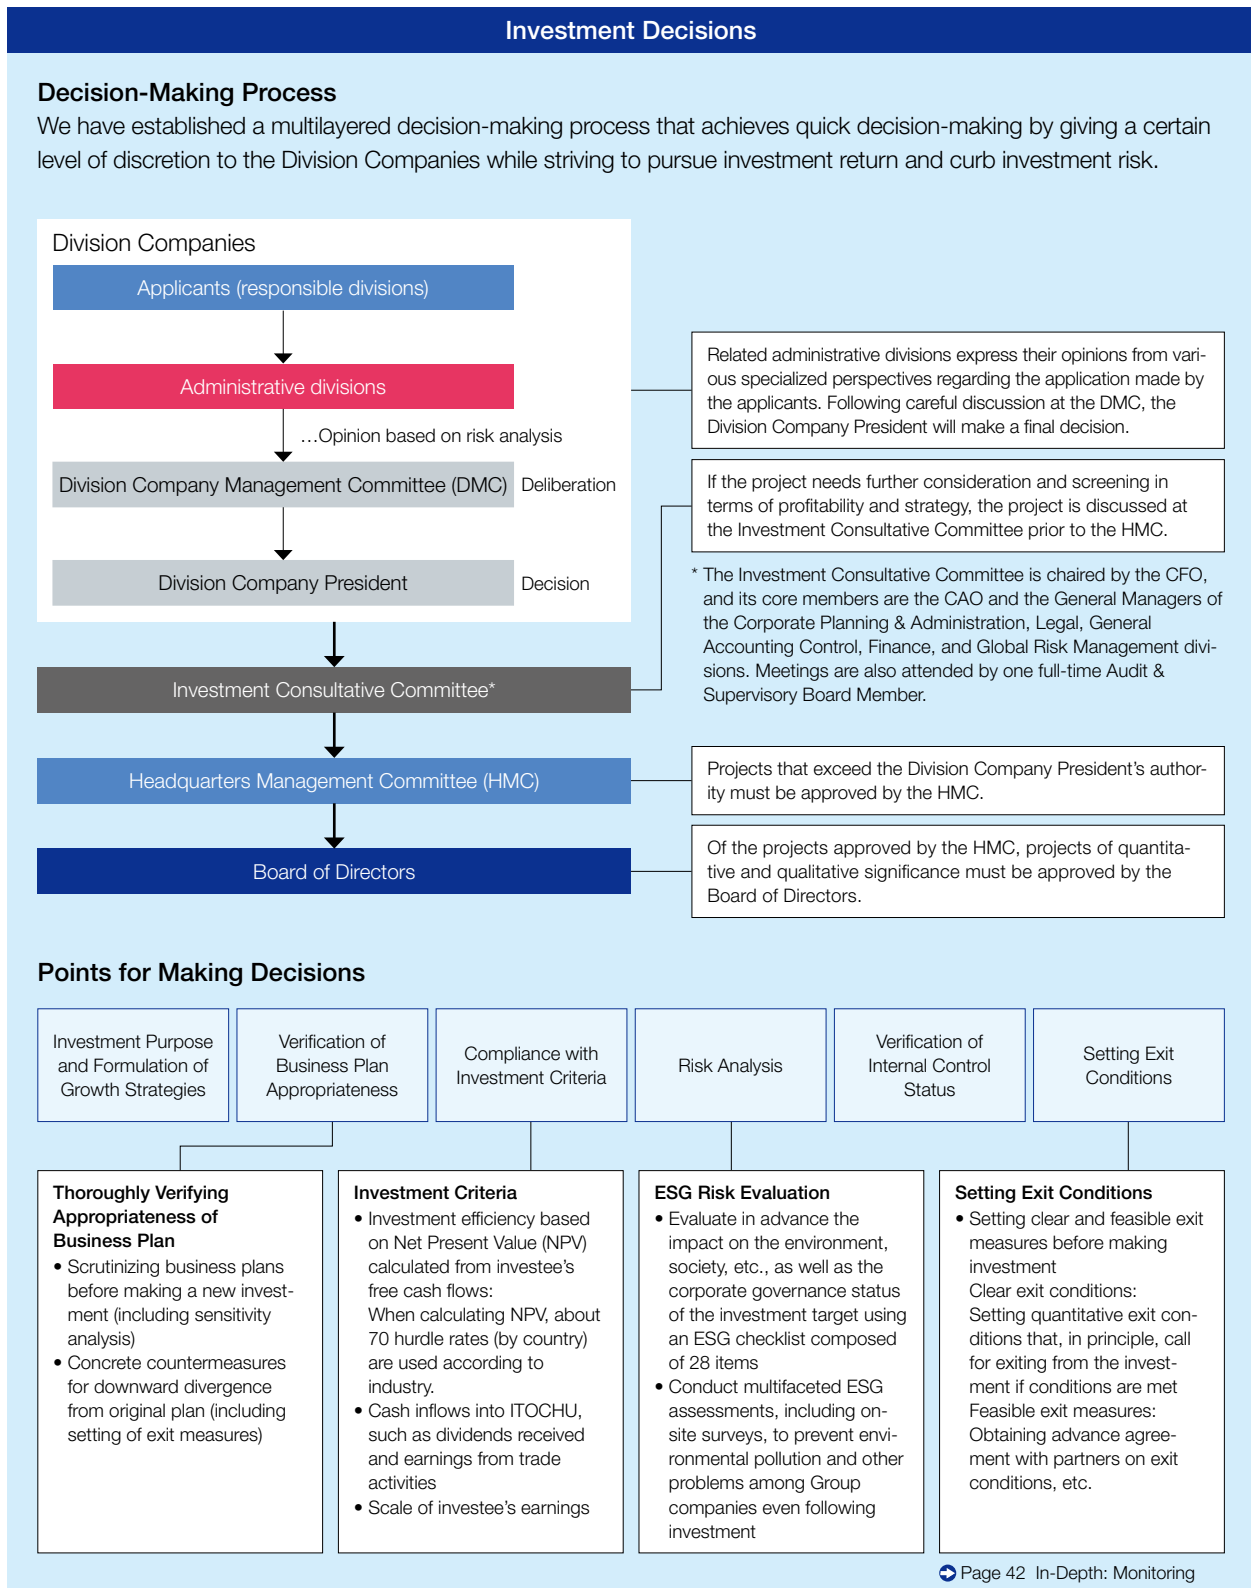 Investment Decisions
Decision-Making Process
We have established a multilayered decision-making process that achieves quick decision-making by giving a certain
level of discretion to the Division Companies while striving to pursue investment return and curb investment risk.
Division Companies
Applicants (responsible divisions)
Administrative divisions
…Opinion based on risk analysis
Division Company Management Committee (DMC)
Deliberation
Division Company President
Decision
Investment Consultative Committee*
Headquarters Management Committee (HMC)
Board of Directors
Related administrative divisions express their opinions from vari-
ous specialized perspectives regarding the application made by
the applicants. Following careful discussion at the DMC, the
Division Company President will make a final decision.
If the project needs further consideration and screening in
terms of profitability and strategy, the project is discussed at
the Investment Consultative Committee prior to the HMC.
* The Investment Consultative Committee is chaired by the CFO,
and its core members are the CAO and the General Managers of
the Corporate Planning & Administration, Legal, General
Accounting Control, Finance, and Global Risk Management divi-
sions. Meetings are also attended by one full-time Audit &
Supervisory Board Member.
Projects that exceed the Division Company President's author-
ity must be approved by the HMC.
Of the projects approved by the HMC, projects of quantita-
tive and qualitative significance must be approved by the
Board of Directors.
Points for Making Decisions
Investment Purpose
and Formulation of
Growth Strategies
Verification of
Business Plan
Appropriateness
Compliance with
Investment Criteria
Risk Analysis
Verification of
Internal Control
Status
Setting Exit
Conditions
Thoroughly Verifying
Appropriateness of
Business Plan
• Scrutinizing business plans
before making a new invest-
ment (including sensitivity
analysis)
• Concrete countermeasures
for downward divergence
from original plan (including
setting of exit measures)
Investment Criteria
• Investment efficiency based
on Net Present Value (NPV)
calculated from investee's
free cash flows:
When calculating NPV, about
70 hurdle rates (by country)
are used according to
industry.
• Cash inflows into ITOCHU,
such as dividends received
and earnings from trade
activities
• Scale of investee's earnings
ESG Risk Evaluation
• Evaluate in advance the
impact on the environment,
society, etc., as well as the
corporate governance status
of the investment target using
an ESG checklist composed
of 28 items
• Conduct multifaceted ESG
assessments, including on-
site surveys, to prevent envi-
ronmental pollution and other
problems among Group
companies even following
investment
Setting Exit Conditions
• Setting clear and feasible exit
measures before making
investment
Clear exit conditions:
Setting quantitative exit con-
ditions that, in principle, call
for exiting from the invest-
ment if conditions are met
Feasible exit measures:
Obtaining advance agree-
ment with partners on exit
conditions, etc.
Page 42 In-Depth: Monitoring